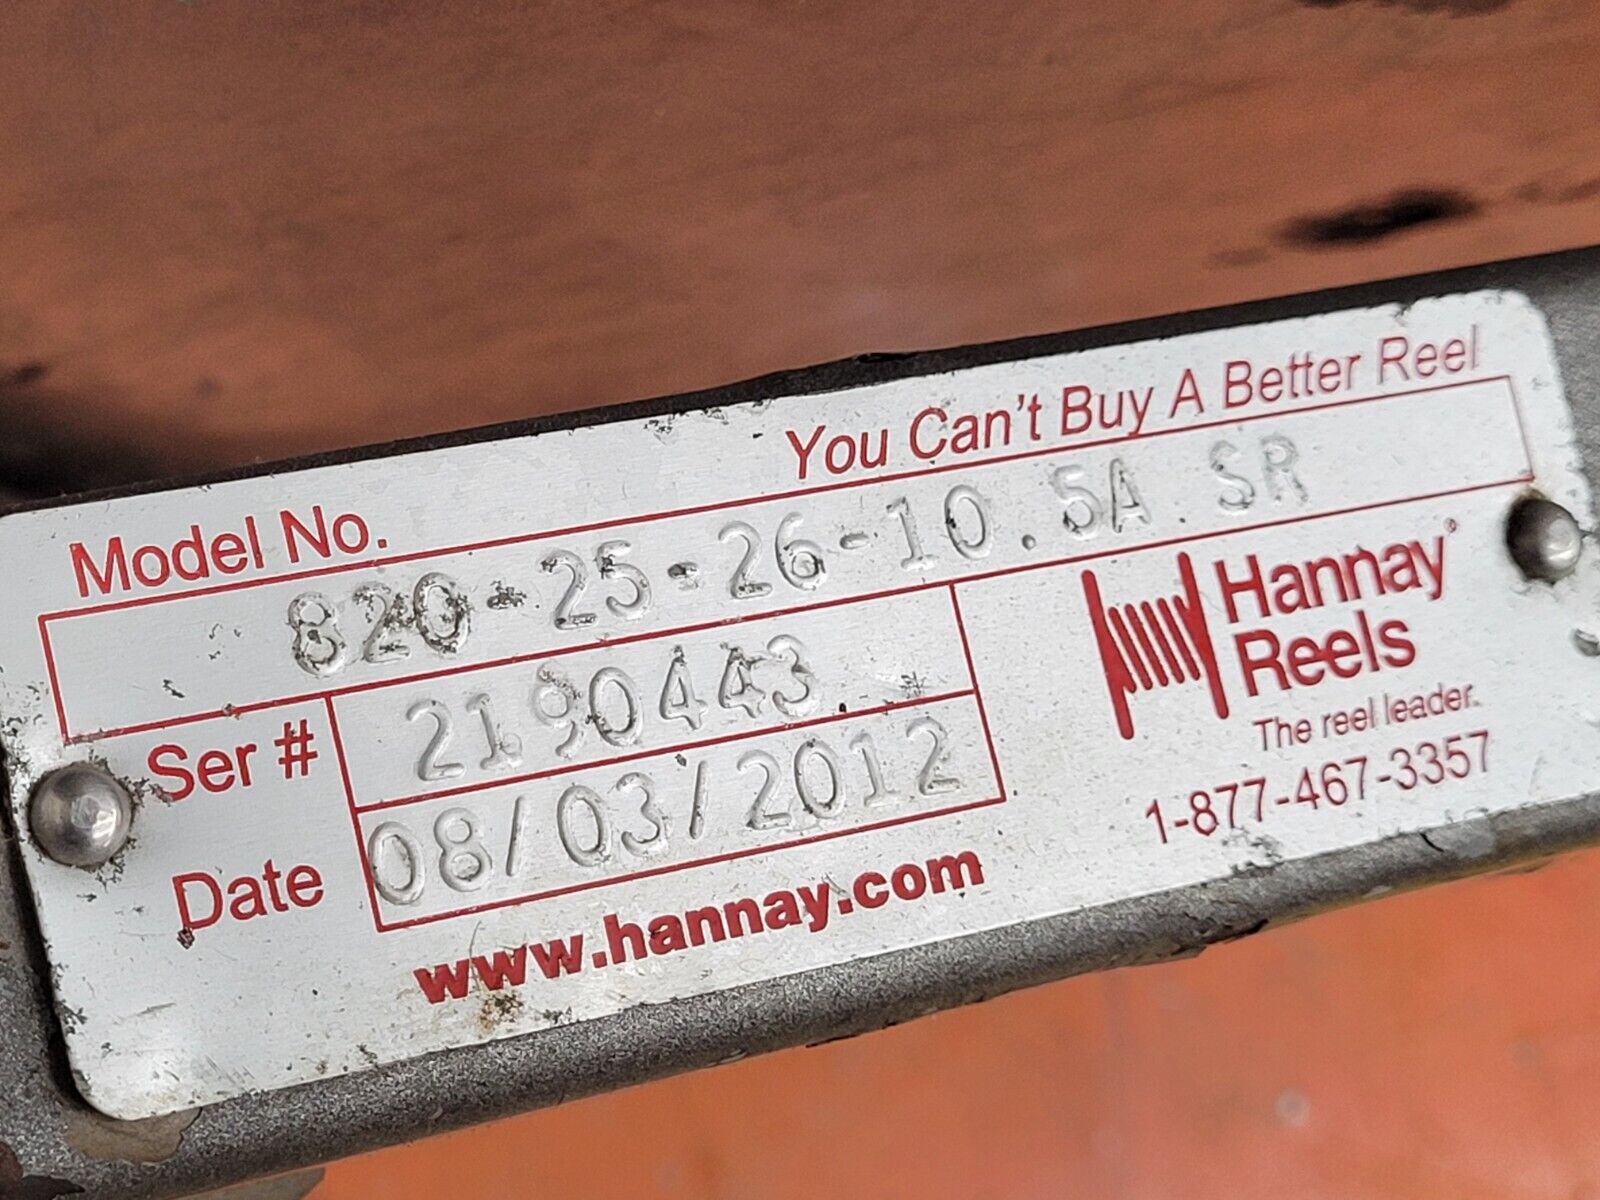 You Can't Buy A Better Reel
Model No.
820-25-26-10.5A SR
Ser # 2190443
Date 08/03/2012
Hannay®
Reels
The reel leader.
1-877-467-3357
www.hannay.com